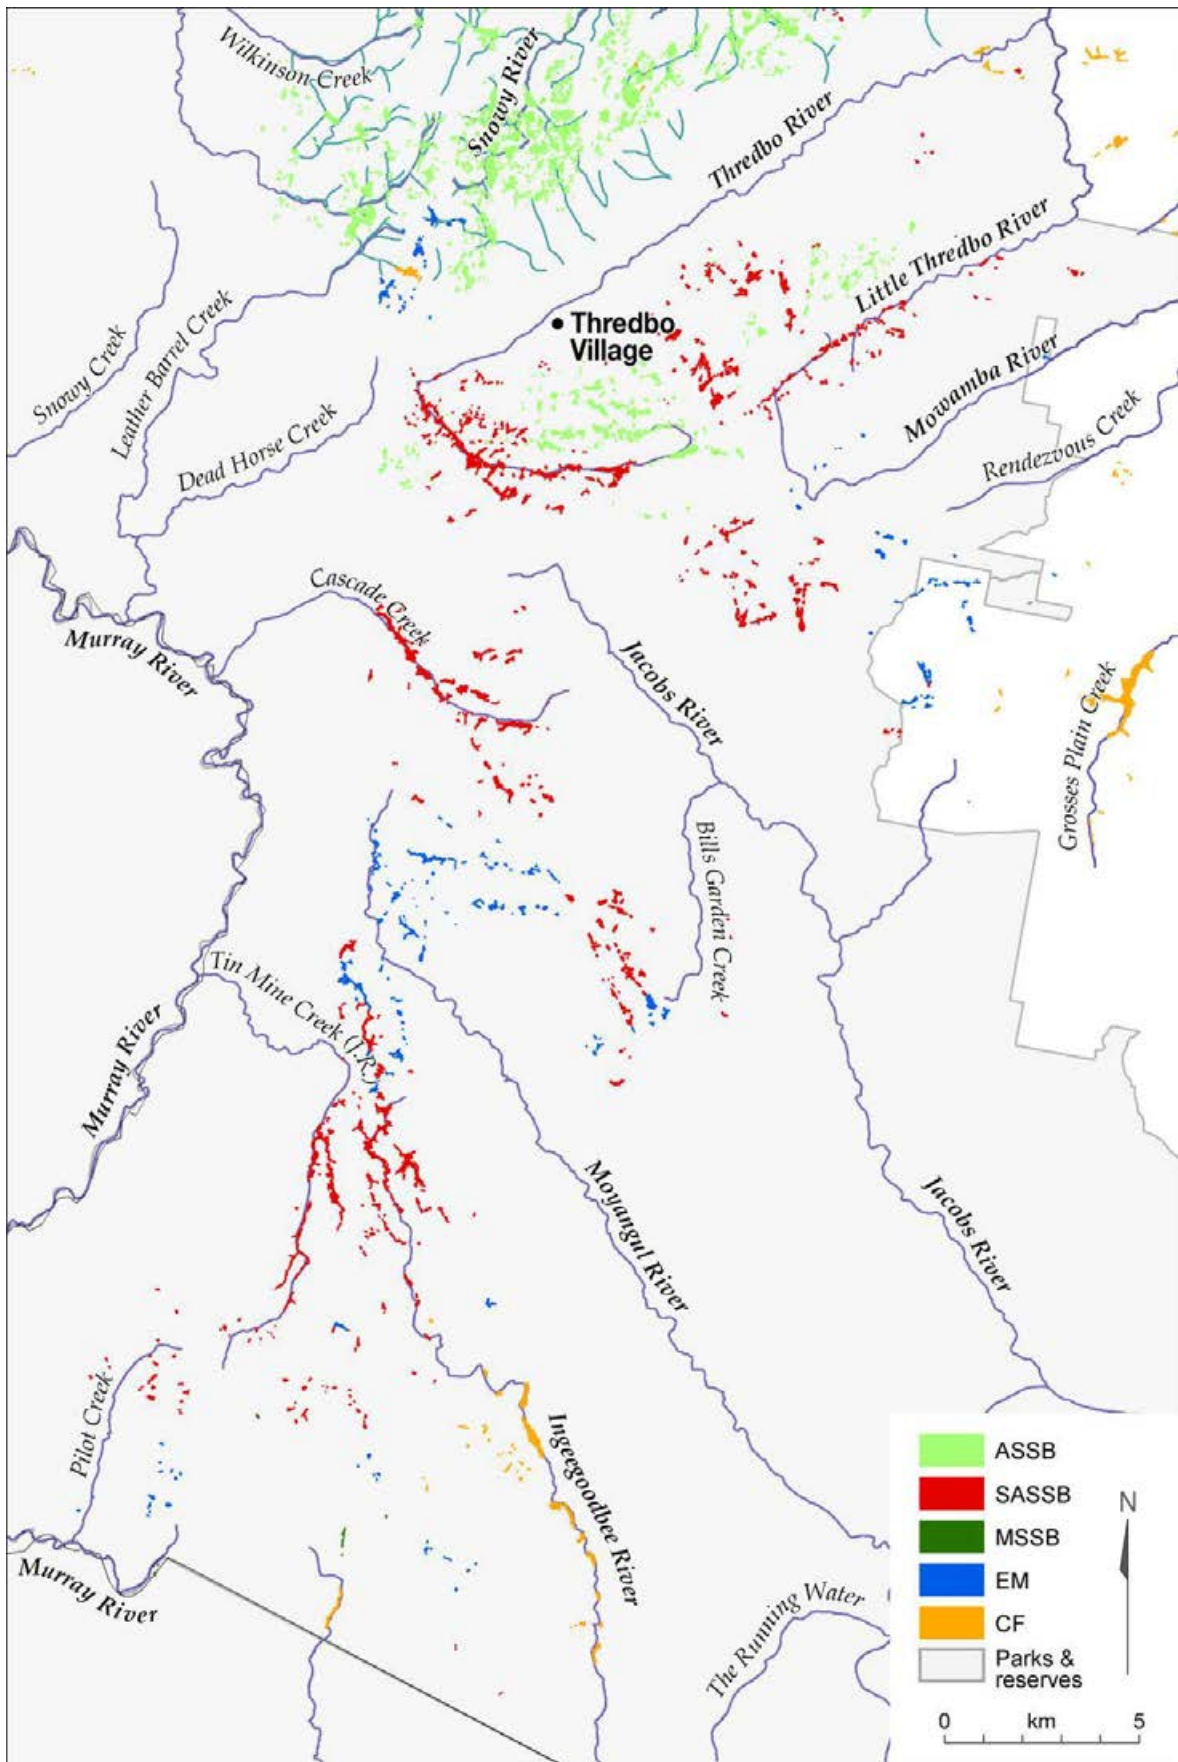 Wilkinson Creek
Snowy River
Thredbo River
Little Thredbo River
Thredbo
Village
Snowy Creek
Leather Barrel Creek
Dead Horse Creek
Mowamba River
Rendezvous Creek
Cascade Creek
Murray River
Jacobs River
Grosses Plain Creek
Bills Garden Creek
Tin Mine Creek (J.R.)
Murray River
Moyangul River
Jacobs River
Pilot Creek
Ingeegoodbee River
Murray River
The Running Water
ASSB
SASSB
MSSB
EM
CF
Parks &
reserves
N
0 km 5